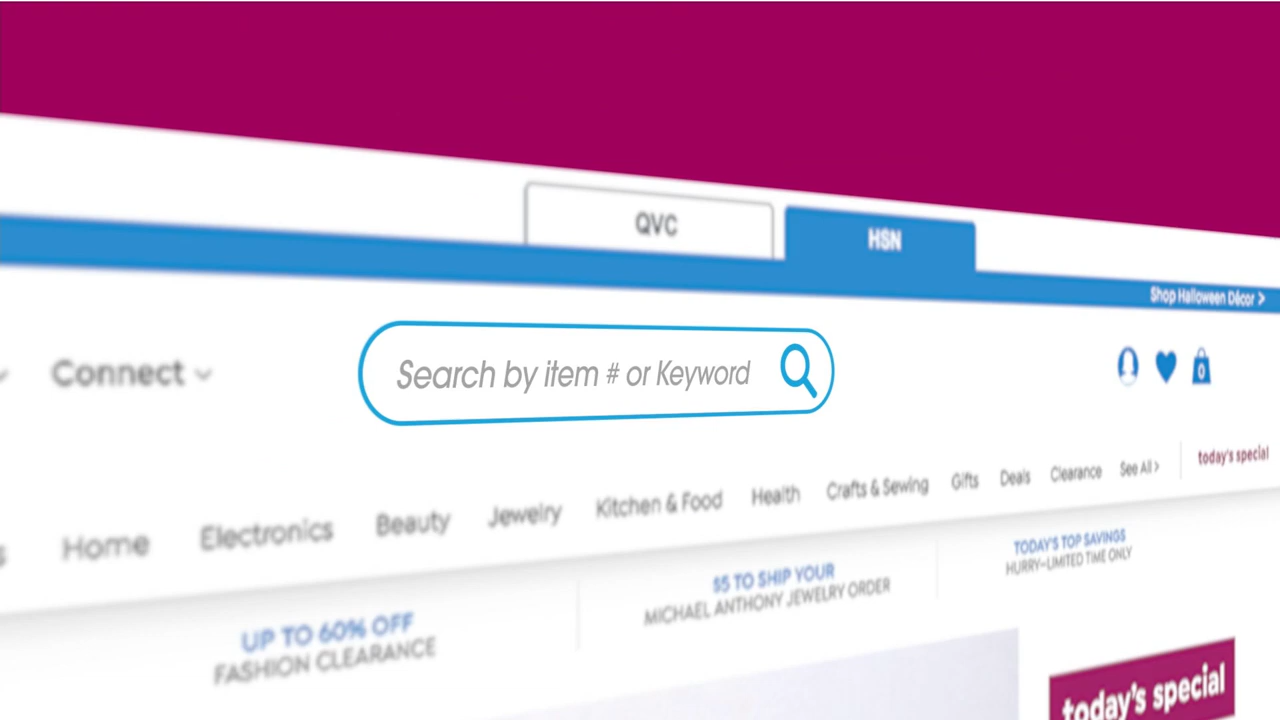 QVC
HSN
Shop Halloween Décor >
Connect
Search by item # or Keyword
0
Home Electronics Beauty Jewelry Kitchen & Food Health Crafts & Sewing Gifts Deals Clearance See All > today's special
UP TO 60% OFF
FASHION CLEARANCE
$5 TO SHIP YOUR
MICHAEL ANTHONY JEWELRY ORDER
TODAY'S TOP SAVINGS
HURRY–LIMITED TIME ONLY
today's special